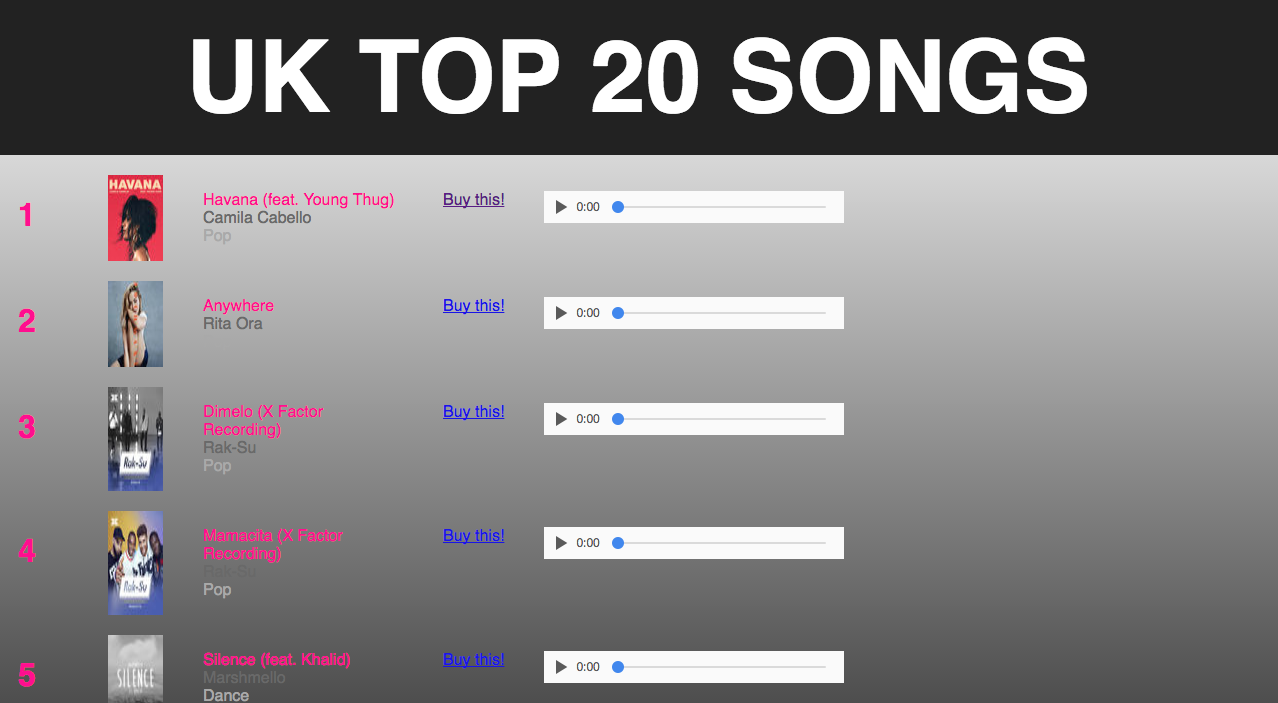 UK TOP 20 SONGS
1
HAVANA
Havana (feat. Young Thug)
Camila Cabello
Pop
Buy this!
0:00
2
Anywhere
Rita Ora
Buy this!
0:00
3
Rak-Su
Dimelo (X Factor
Recording)
Rak-Su
Pop
Buy this!
0:00
4
Rak-Su
Mamacita (X Factor
Recording)
Rak-Su
Pop
Buy this!
0:00
5
SILENCE
Silence (feat. Khalid)
Marshmello
Dance
Buy this!
0:00